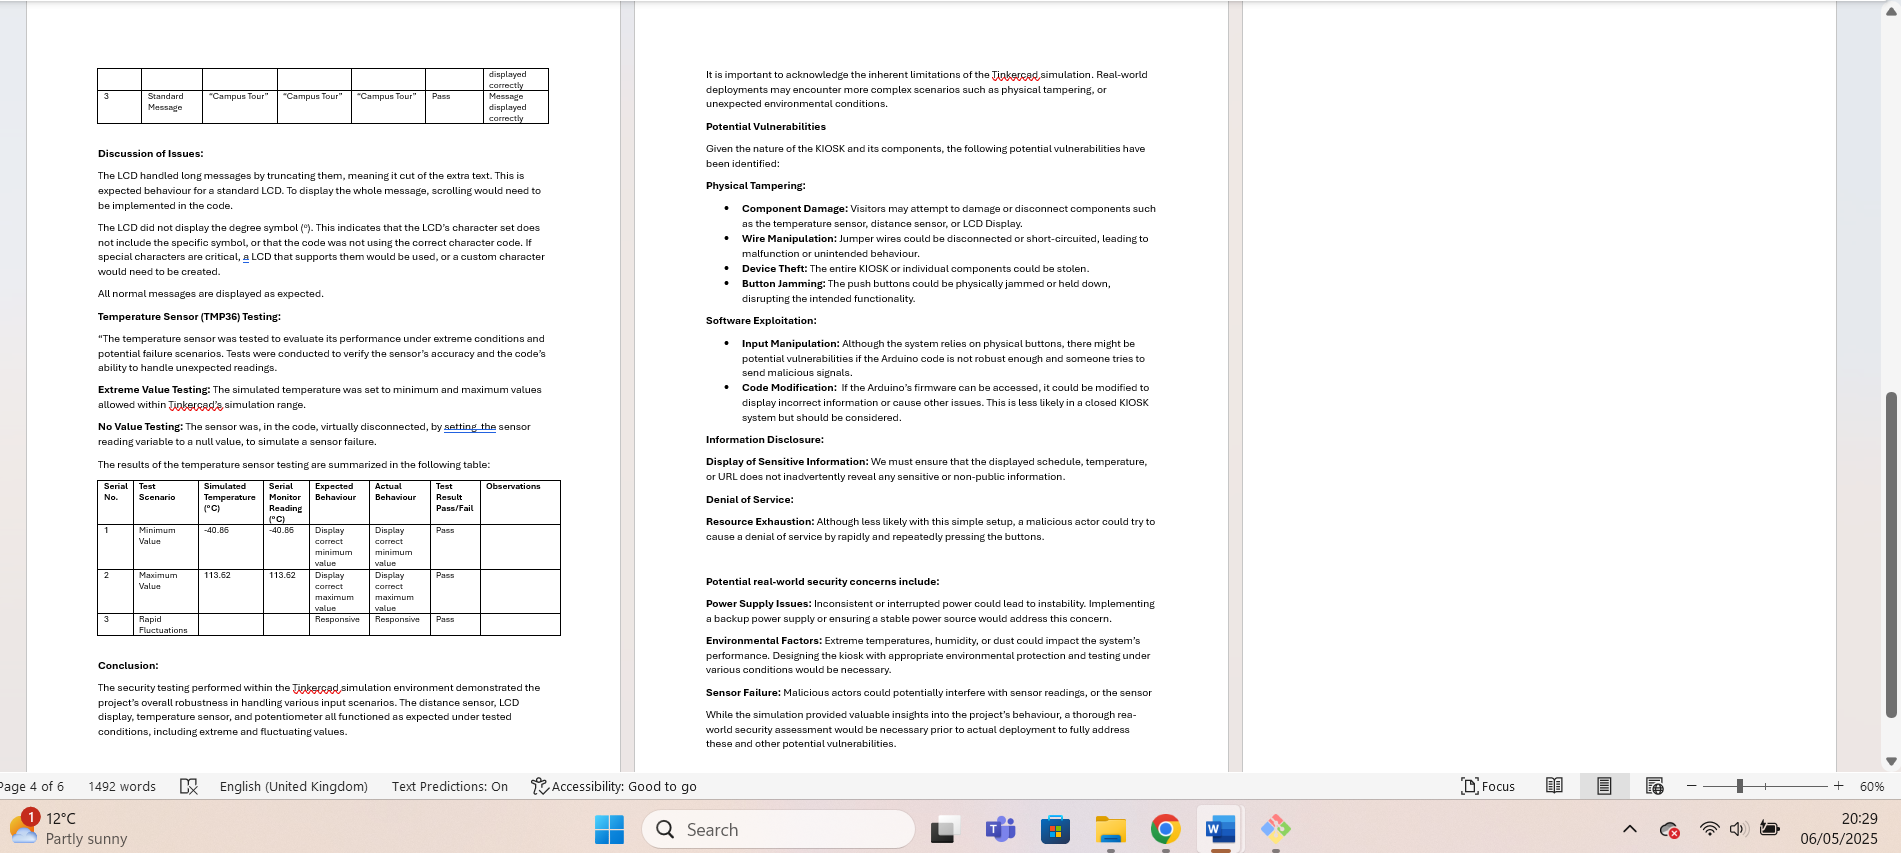 displayed
correctly
3 Standard Message “Campus Tour” “Campus Tour” “Campus Tour” Pass Message displayed correctly
Discussion of Issues:
The LCD handled long messages by truncating them, meaning it cut of the extra text. This is
expected behaviour for a standard LCD. To display the whole message, scrolling would need to
be implemented in the code.
The LCD did not display the degree symbol (°). This indicates that the LCD’s character set does
not include the specific symbol, or that the code was not using the correct character code. If
special characters are critical, a LCD that supports them would be used, or a custom character
would need to be created.
All normal messages are displayed as expected.
Temperature Sensor (TMP36) Testing:
“The temperature sensor was tested to evaluate its performance under extreme conditions and
potential failure scenarios. Tests were conducted to verify the sensor’s accuracy and the code’s
ability to handle unexpected readings.
Extreme Value Testing: The simulated temperature was set to minimum and maximum values
allowed within Tinkercad’s simulation range.
No Value Testing: The sensor was, in the code, virtually disconnected, by setting the sensor
reading variable to a null value, to simulate a sensor failure.
The results of the temperature sensor testing are summarized in the following table:
Serial No. Test Scenario Simulated Temperature (°C) Serial Monitor Reading (°C) Expected Behaviour Actual Behaviour Test Result Pass/Fail Observations
1 Minimum Value -40.86 -40.86 Display correct minimum value Display correct minimum value Pass
2 Maximum Value 113.62 113.62 Display correct maximum value Display correct maximum value Pass
3 Rapid Fluctuations Responsive Responsive Pass
Conclusion:
The security testing performed within the Tinkercad simulation environment demonstrated the
project’s overall robustness in handling various input scenarios. The distance sensor, LCD
display, temperature sensor, and potentiometer all functioned as expected under tested
conditions, including extreme and fluctuating values.
It is important to acknowledge the inherent limitations of the Tinkercad simulation. Real-world
deployments may encounter more complex scenarios such as physical tampering, or
unexpected environmental conditions.
Potential Vulnerabilities
Given the nature of the KIOSK and its components, the following potential vulnerabilities have
been identified:
Physical Tampering:
• Component Damage: Visitors may attempt to damage or disconnect components such
as the temperature sensor, distance sensor, or LCD Display.
• Wire Manipulation: Jumper wires could be disconnected or short-circuited, leading to
malfunction or unintended behaviour.
• Device Theft: The entire KIOSK or individual components could be stolen.
• Button Jamming: The push buttons could be physically jammed or held down,
disrupting the intended functionality.
Software Exploitation:
• Input Manipulation: Although the system relies on physical buttons, there might be
potential vulnerabilities if the Arduino code is not robust enough and someone tries to
send malicious signals.
• Code Modification: If the Arduino’s firmware can be accessed, it could be modified to
display incorrect information or cause other issues. This is less likely in a closed KIOSK
system but should be considered.
Information Disclosure:
Display of Sensitive Information: We must ensure that the displayed schedule, temperature,
or URL does not inadvertently reveal any sensitive or non-public information.
Denial of Service:
Resource Exhaustion: Although less likely with this simple setup, a malicious actor could try to
cause a denial of service by rapidly and repeatedly pressing the buttons.
Potential real-world security concerns include:
Power Supply Issues: Inconsistent or interrupted power could lead to instability. Implementing
a backup power supply or ensuring a stable power source would address this concern.
Environmental Factors: Extreme temperatures, humidity, or dust could impact the system’s
performance. Designing the kiosk with appropriate environmental protection and testing under
various conditions would be necessary.
Sensor Failure: Malicious actors could potentially interfere with sensor readings, or the sensor
While the simulation provided valuable insights into the project’s behaviour, a thorough rea-
world security assessment would be necessary prior to actual deployment to fully address
these and other potential vulnerabilities.
Page 4 of 6 1492 words English (United Kingdom) Text Predictions: On Accessibility: Good to go Focus 60%
1 12°C
Partly sunny
Search
20:29
06/05/2025